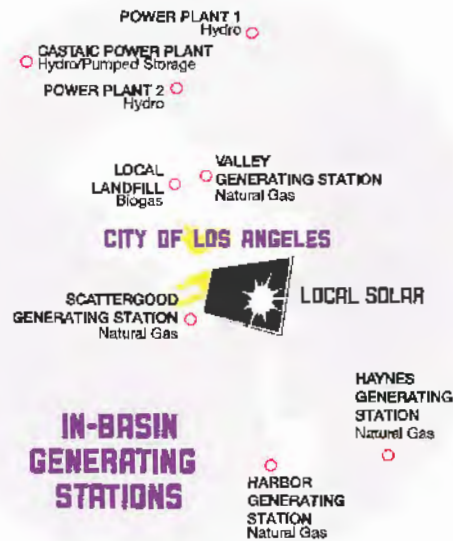 POWER PLANT 1
Hydro
CASTAIC POWER PLANT
Hydro/Pumped Storage
POWER PLANT 2
Hydro
LOCAL
LANDFILL
Biogas
VALLEY
GENERATING STATION
Natural Gas
CITY OF LOS ANGELES
LOCAL SOLAR
SCATTERGOOD
GENERATING STATION
Natural Gas
HAYNES
GENERATING
STATION
Natural Gas
IN-BASIN
GENERATING
STATIONS
HARBOR
GENERATING
STATION
Natural Gas